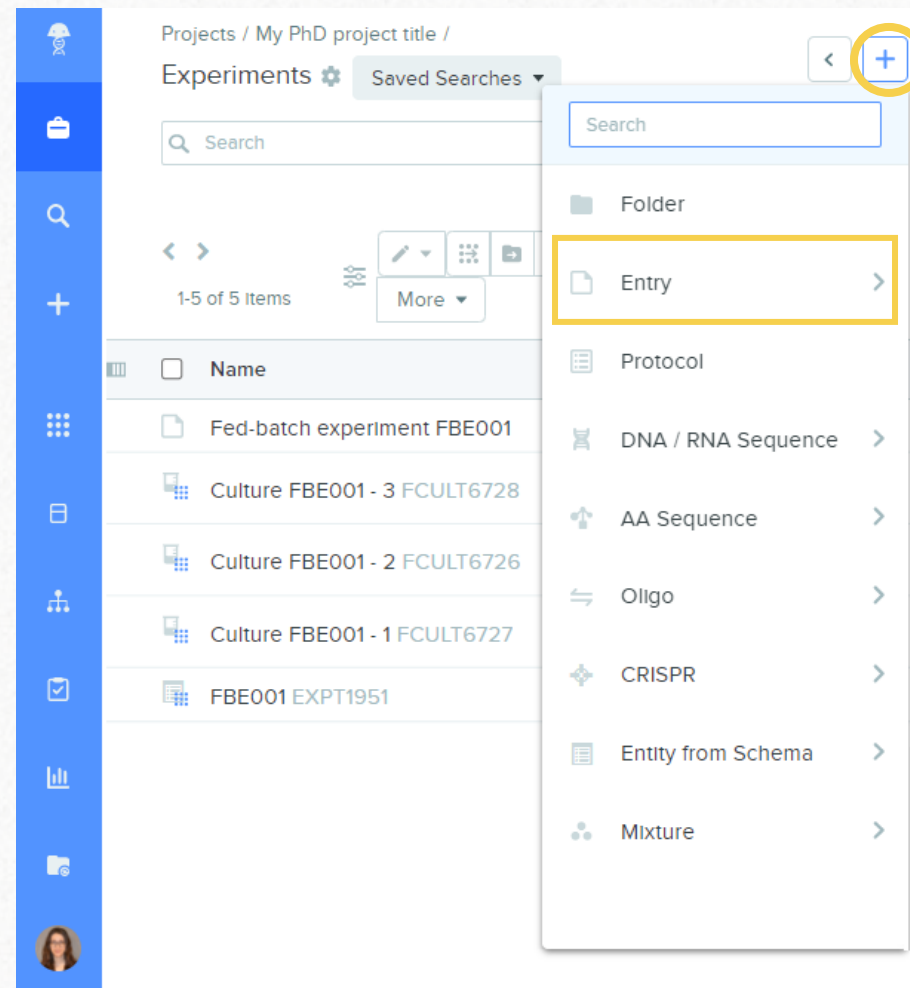 Projects / My PhD project title /
Experiments
Saved Searches
Search
1-5 of 5 items
More
Name
Fed-batch experiment FBE001
Culture FBE001 - 3 FCULT6728
Culture FBE001 - 2 FCULT6726
Culture FBE001 - 1 FCULT6727
FBE001 EXPT1951
Search
Folder
Entry
Protocol
DNA / RNA Sequence
AA Sequence
Oligo
CRISPR
Entity from Schema
Mixture